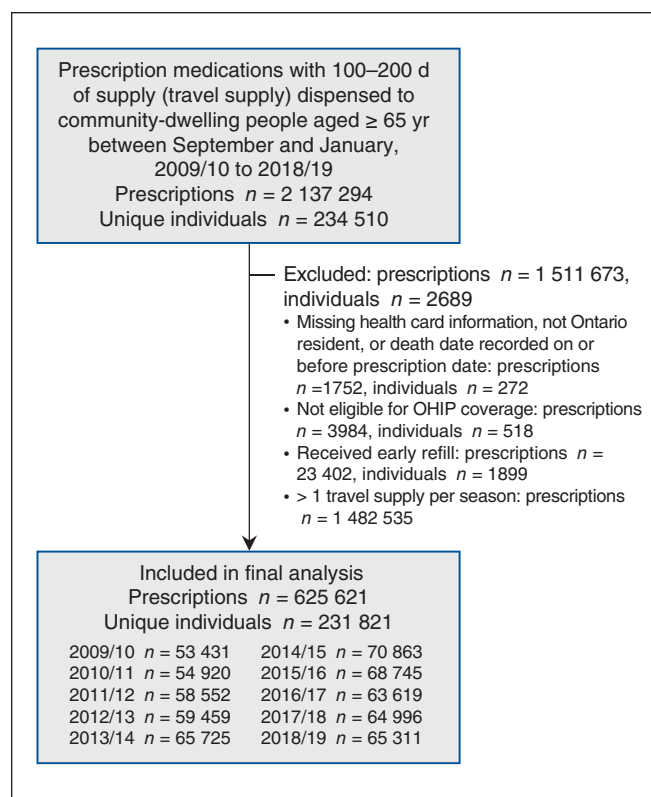 Prescription medications with 100–200 d
of supply (travel supply) dispensed to
community-dwelling people aged ≥ 65 yr
between September and January,
2009/10 to 2018/19
Prescriptions n = 2 137 294
Unique individuals n = 234 510
Excluded: prescriptions n = 1 511 673,
individuals n = 2689
• Missing health card information, not Ontario
resident, or death date recorded on or
before prescription date: prescriptions
n =1752, individuals n = 272
• Not eligible for OHIP coverage: prescriptions
n = 3984, individuals n = 518
• Received early refill: prescriptions n =
23 402, individuals n = 1899
• > 1 travel supply per season: prescriptions
n = 1 482 535
Included in final analysis
Prescriptions n = 625 621
Unique individuals n = 231 821
2009/10 n = 53 431 2014/15 n = 70 863
2010/11 n = 54 920 2015/16 n = 68 745
2011/12 n = 58 552 2016/17 n = 63 619
2012/13 n = 59 459 2017/18 n = 64 996
2013/14 n = 65 725 2018/19 n = 65 311